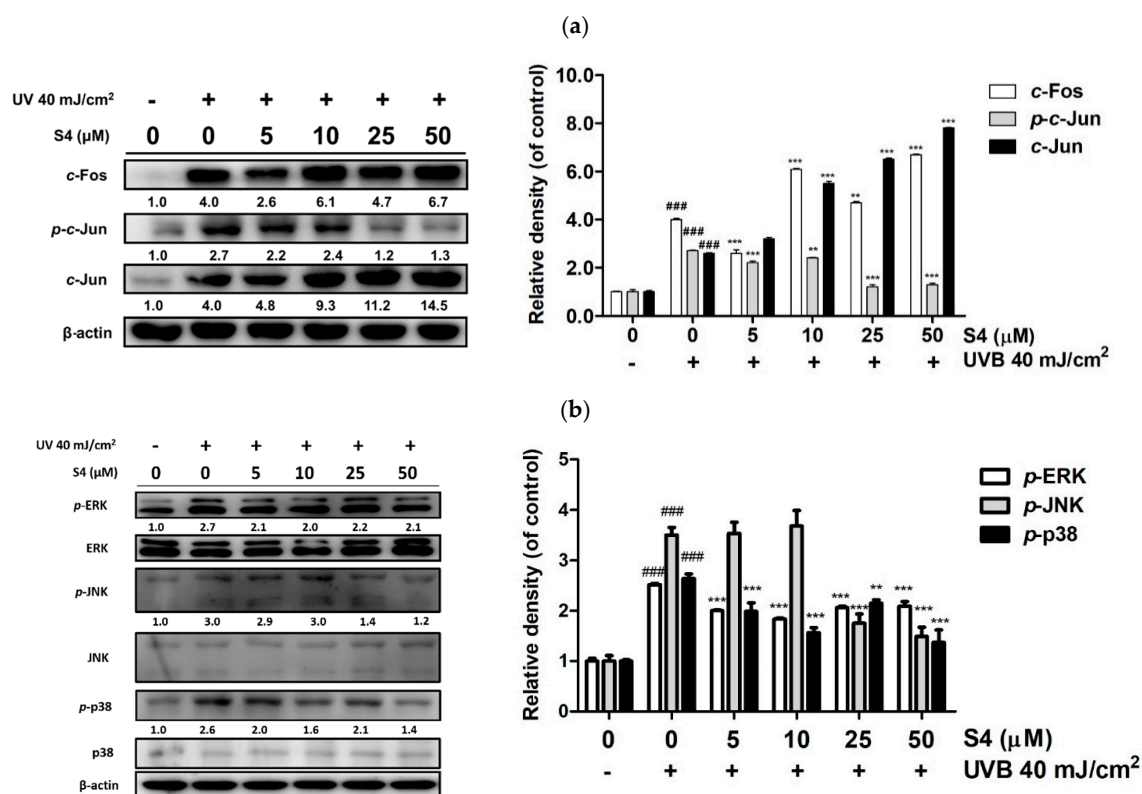 (a)
UV 40 mJ/cm² - + + + + +
S4 (μM) 0 0 5 10 25 50
c-Fos
1.0 4.0 2.6 6.1 4.7 6.7
p-c-Jun
1.0 2.7 2.2 2.4 1.2 1.3
c-Jun
1.0 4.0 4.8 9.3 11.2 14.5
β-actin
Relative density (of control)
10.0
8.0
6.0
4.0
2.0
0.0
c-Fos
p-c-Jun
c-Jun
### ### ###
*** ***
*** ** ***
** *** ***
*** *** ***
0 0 5 10 25 50 S4 (μM)
- + + + + + UVB 40 mJ/cm²
(b)
UV 40 mJ/cm² - + + + + +
S4 (μM) 0 0 5 10 25 50
p-ERK
1.0 2.7 2.1 2.0 2.2 2.1
ERK
p-JNK
1.0 3.0 2.9 3.0 1.4 1.2
JNK
p-p38
1.0 2.6 2.0 1.6 2.1 1.4
p38
β-actin
Relative density (of control)
5
4
3
2
1
0
p-ERK
p-JNK
p-p38
### ### ###
*** ***
*** ***
*** *** **
*** *** ***
0 0 5 10 25 50 S4 (μM)
- + + + + + UVB 40 mJ/cm²